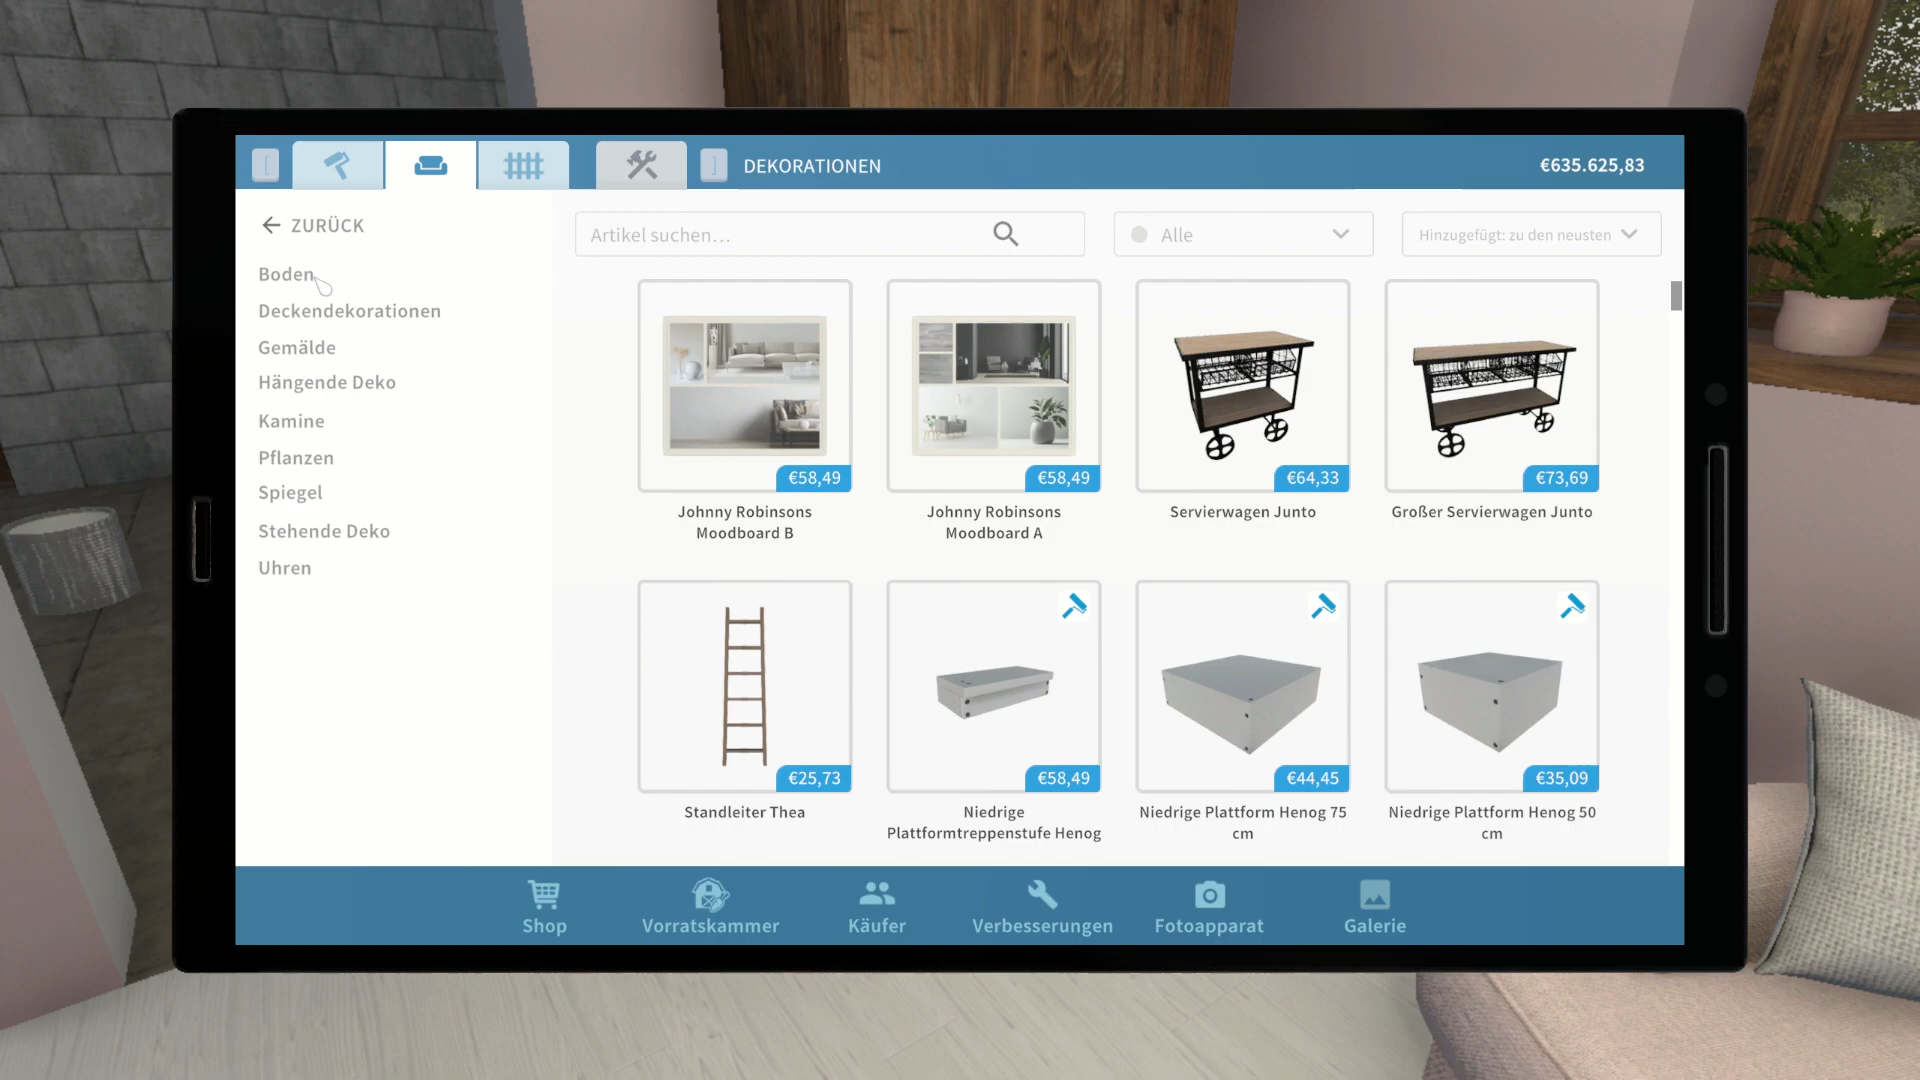 [
]
DEKORATIONEN
€635.625,83
ZURÜCK
Boden
Deckendekorationen
Gemälde
Hängende Deko
Kamine
Pflanzen
Spiegel
Stehende Deko
Uhren
Artikel suchen...
Alle
Hinzugefügt: zu den neusten
€58,49
€58,49
€64,33
€73,69
Johnny Robinsons
Moodboard B
Johnny Robinsons
Moodboard A
Servierwagen Junto
Großer Servierwagen Junto
€25,73
€58,49
€44,45
€35,09
Standleiter Thea
Niedrige
Plattformtreppenstufe Henog
Niedrige Plattform Henog 75
cm
Niedrige Plattform Henog 50
cm
Shop
Vorratskammer
Käufer
Verbesserungen
Fotoapparat
Galerie